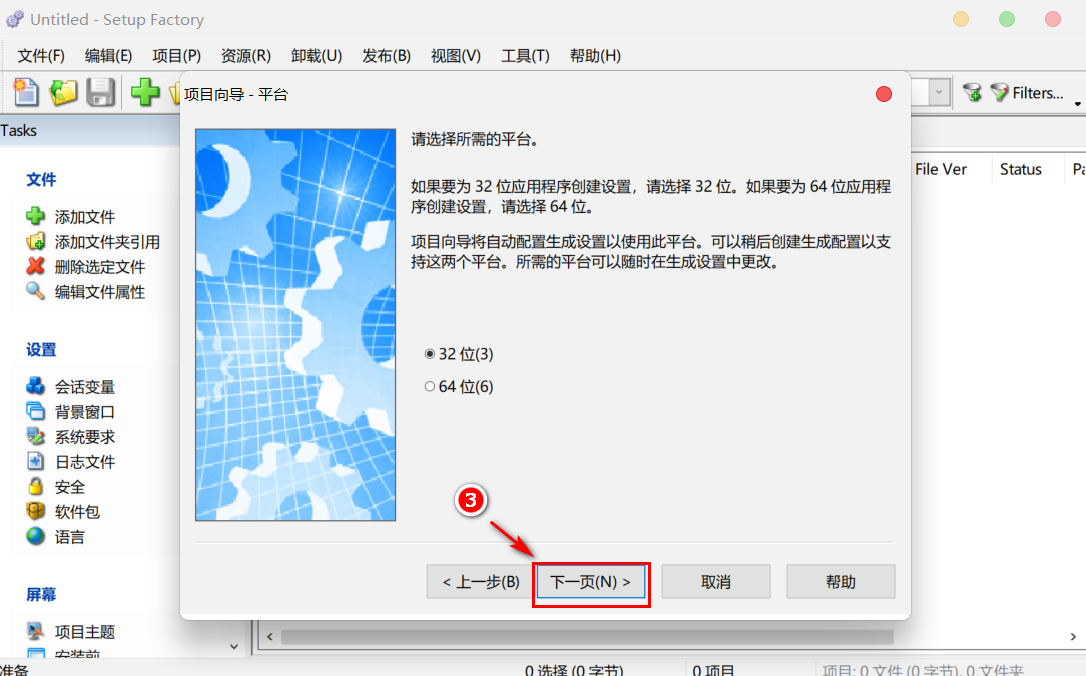 Untitled - Setup Factory
文件(F) 编辑(E) 项目(P) 资源(R) 卸载(U) 发布(B) 视图(V) 工具(T) 帮助(H)
Filters...
项目向导 - 平台
Tasks
File Ver Status
文件
添加文件
添加文件夹引用
删除选定文件
编辑文件属性
设置
会话变量
背景窗口
系统要求
日志文件
安全
软件包
语言
屏幕
项目主题
安装前
请选择所需的平台。
如果要为 32 位应用程序创建设置，请选择 32 位。如果要为 64 位应用程
序创建设置，请选择 64 位。
项目向导将自动配置生成设置以使用此平台。可以稍后创建生成配置以支
持这两个平台。所需的平台可以随时在生成设置中更改。
32 位(3)
64 位(6)
3
< 上一步(B) 下一页(N) > 取消 帮助
准备 0 选择 (0 字节) 0 项目 项目: 0 文件 (0 字节), 0 文件夹